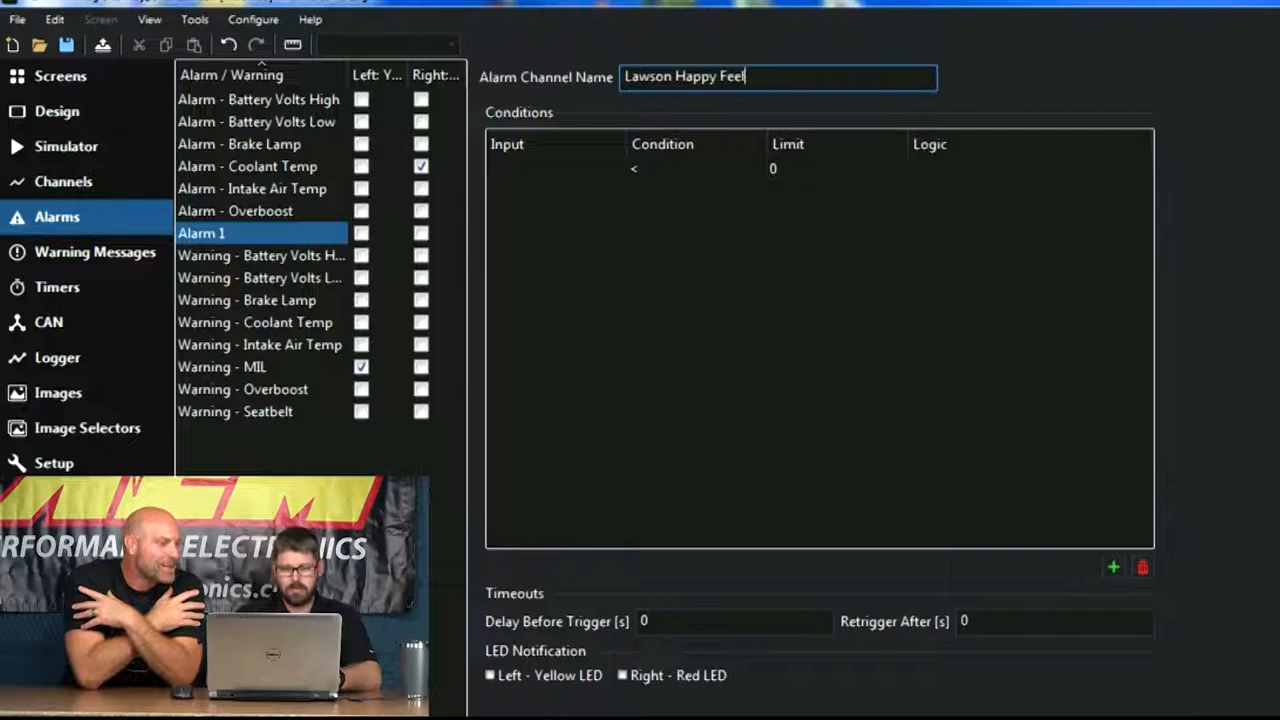 File Edit Screen View Tools Configure Help
Screens
Design
Simulator
Channels
Alarms
Warning Messages
Timers
CAN
Logger
Images
Image Selectors
Setup
Alarm / Warning Left: Y... Right:...
Alarm - Battery Volts High
Alarm - Battery Volts Low
Alarm - Brake Lamp
Alarm - Coolant Temp
Alarm - Intake Air Temp
Alarm - Overboost
Alarm 1
Warning - Battery Volts H...
Warning - Battery Volts L...
Warning - Brake Lamp
Warning - Coolant Temp
Warning - Intake Air Temp
Warning - MIL
Warning - Overboost
Warning - Seatbelt
Alarm Channel Name Lawson Happy Feel
Conditions
Input Condition Limit Logic
< 0
Timeouts
Delay Before Trigger [s] 0 Retrigger After [s] 0
LED Notification
Left - Yellow LED Right - Red LED
ELECTRONICS
onics.c
DELL